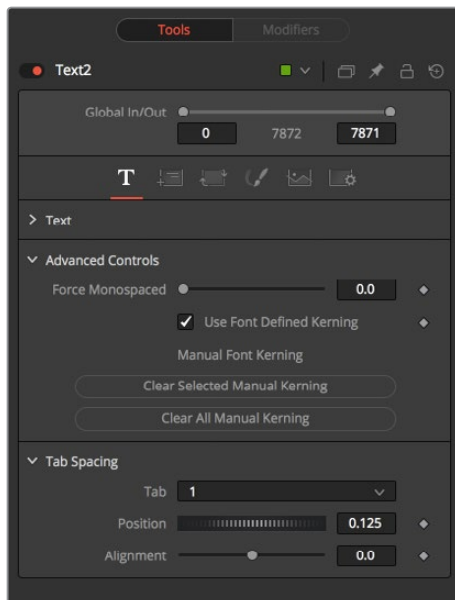 Tools Modifiers
Text2
Global In/Out
0 7872 7871
T
Text
Advanced Controls
Force Monospaced 0.0
Use Font Defined Kerning
Manual Font Kerning
Clear Selected Manual Kerning
Clear All Manual Kerning
Tab Spacing
Tab 1
Position 0.125
Alignment 0.0